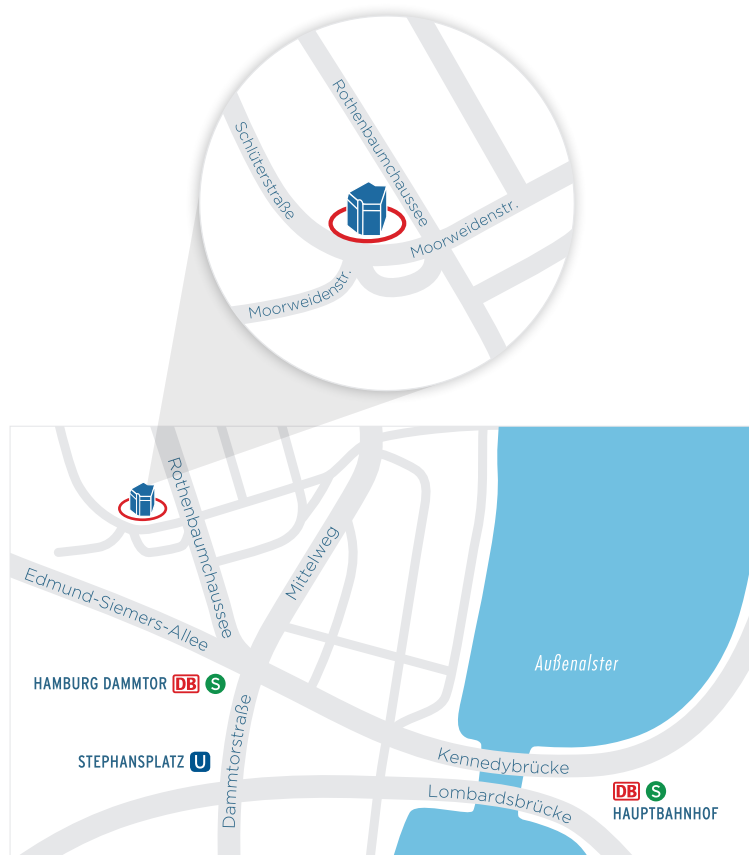 Rothenbaumchaussee
Schlüterstraße
Moorweidenstr.
Moorweidenstr.
Rothenbaumchaussee
Mittelweg
Edmund-Siemers-Allee
Außenalster
HAMBURG DAMMTOR DB S
Dammtorstraße
STEPHANSPLATZ U
Kennedybrücke
Lombardsbrücke
DB S
HAUPTBAHNHOF